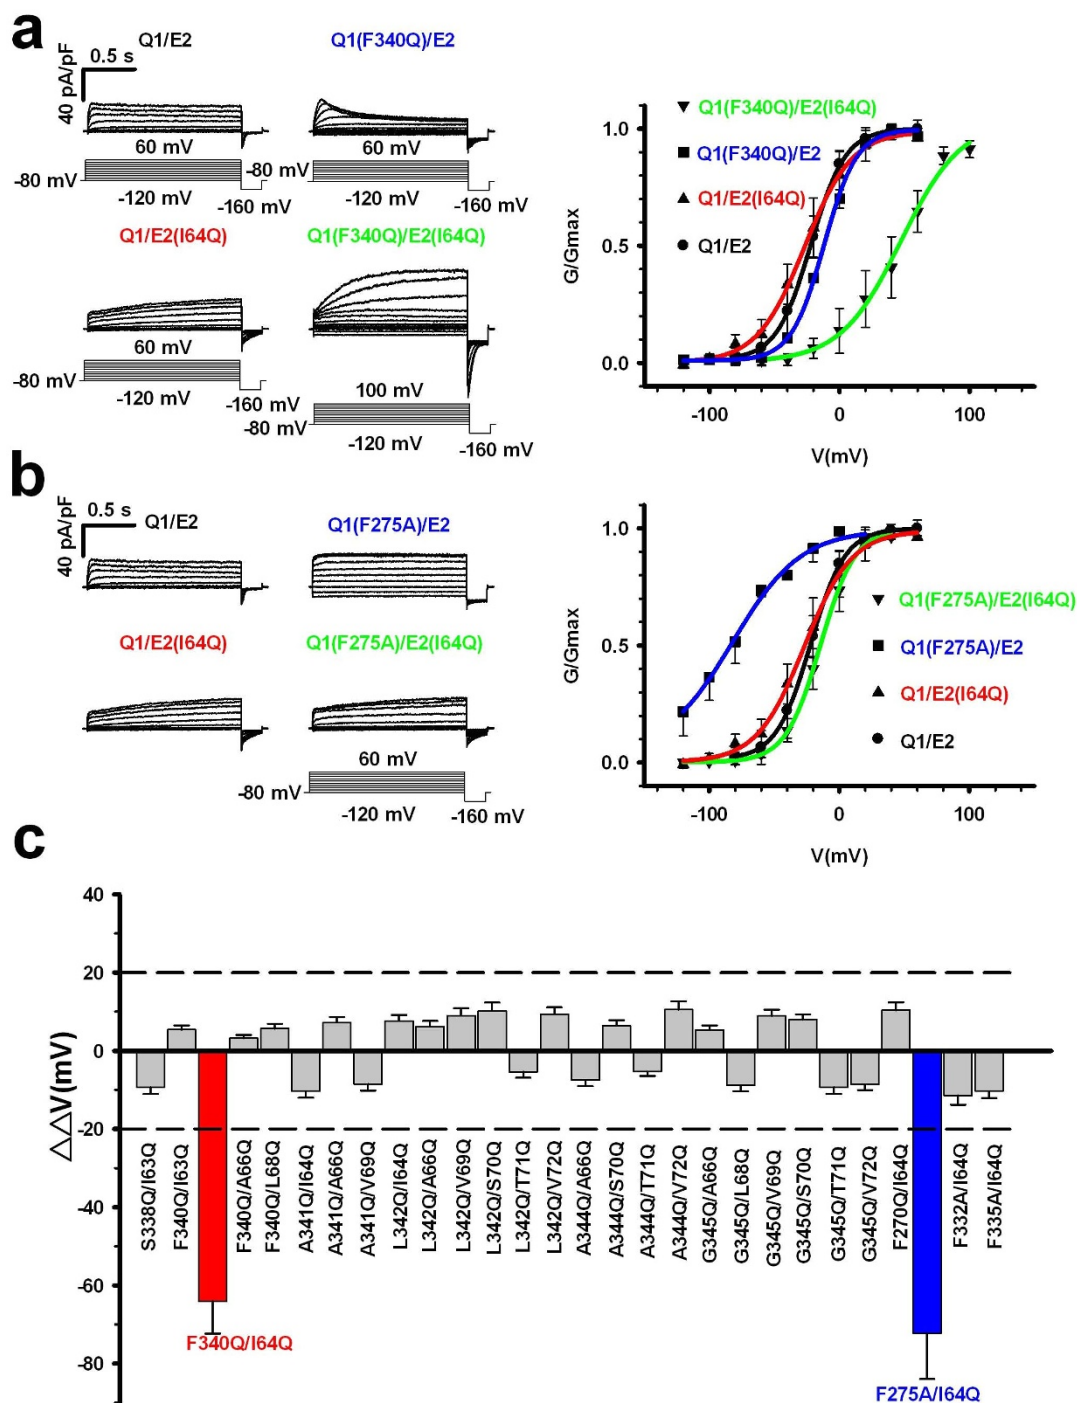 a
Q1/E2
Q1(F340Q)/E2
0.5 s
40 pA/pF
60 mV
60 mV
-80 mV
-80 mV
-120 mV
-160 mV
-120 mV
-160 mV
Q1/E2(I64Q)
Q1(F340Q)/E2(I64Q)
60 mV
-80 mV
-120 mV
-160 mV
100 mV
-80 mV
-120 mV
-160 mV
Q1(F340Q)/E2(I64Q)
Q1(F340Q)/E2
Q1/E2(I64Q)
Q1/E2
G/Gmax
1.0
0.5
0.0
-100
0
100
V(mV)
b
0.5 s
40 pA/pF
Q1/E2
Q1(F275A)/E2
Q1/E2(I64Q)
Q1(F275A)/E2(I64Q)
60 mV
-80 mV
-120 mV
-160 mV
G/Gmax
1.0
0.5
0.0
Q1(F275A)/E2(I64Q)
Q1(F275A)/E2
Q1/E2(I64Q)
Q1/E2
-100
0
100
V(mV)
c
△△V(mV)
40
20
0
-20
-40
-60
-80
S338Q/I63Q
F340Q/I63Q
F340Q/I64Q
F340Q/A66Q
F340Q/L68Q
A341Q/I64Q
A341Q/A66Q
A341Q/V69Q
L342Q/I64Q
L342Q/A66Q
L342Q/V69Q
L342Q/S70Q
L342Q/T71Q
L342Q/V72Q
A344Q/A66Q
A344Q/S70Q
A344Q/T71Q
A344Q/V72Q
G345Q/A66Q
G345Q/L68Q
G345Q/V69Q
G345Q/S70Q
G345Q/T71Q
G345Q/V72Q
F270Q/I64Q
F275A/I64Q
F332A/I64Q
F335A/I64Q